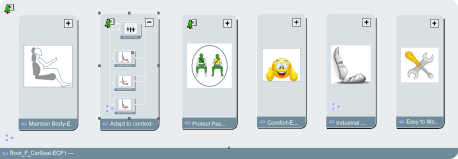 Maintain Body-E...
Adapt to context-
Protect Pas...
Comfort-E...
Industrial ...
Easy to Ma...
Root_F_CarSeat-ECF1 ---